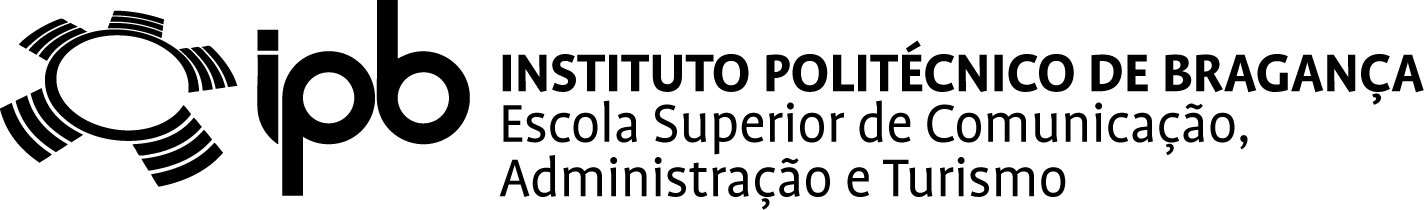 ipb
INSTITUTO POLITÉCNICO DE BRAGANÇA
Escola Superior de Comunicação,
Administração e Turismo